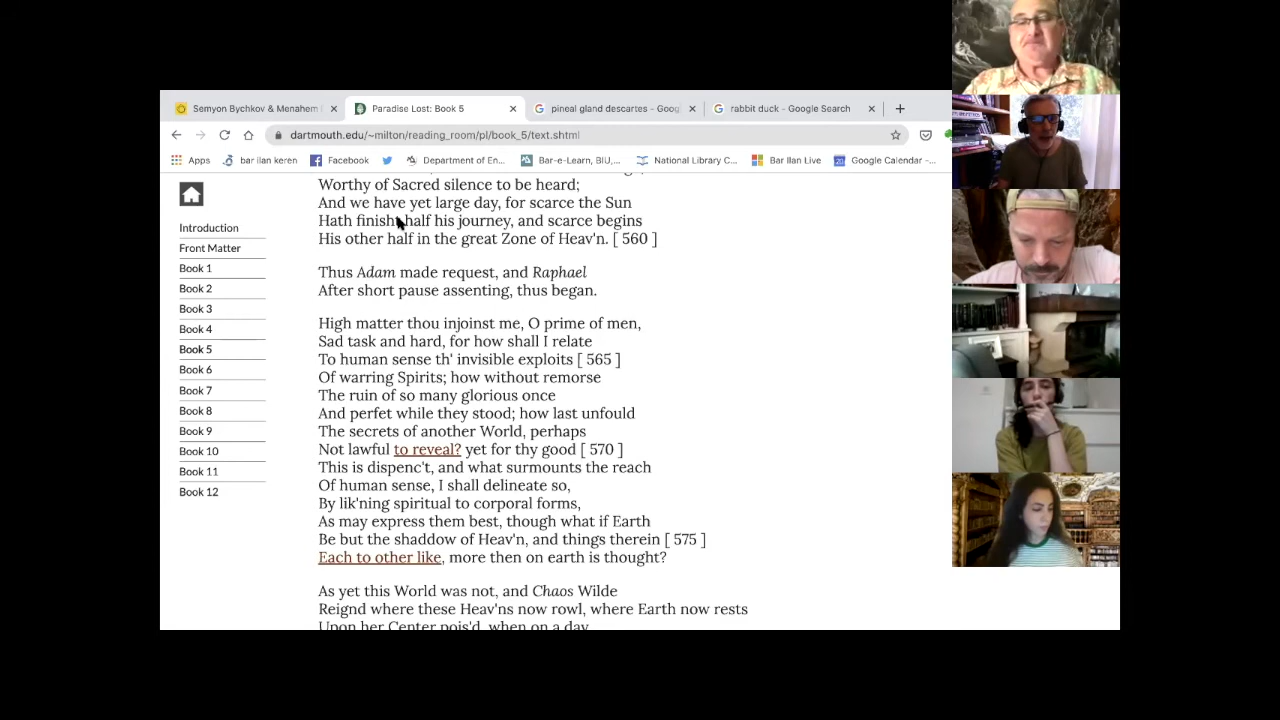 Semyon Bychkov & Menahem
Paradise Lost: Book 5
pineal gland descartes - Goog
rabbit duck - Google Search
dartmouth.edu/~milton/reading_room/pl/book_5/text.shtml
Apps
bar ilan keren
Facebook
Department of En...
Bar-e-Learn, BIU,...
National Library C...
Bar Ilan Live
20
Google Calendar -...
Introduction
Front Matter
Book 1
Book 2
Book 3
Book 4
Book 5
Book 6
Book 7
Book 8
Book 9
Book 10
Book 11
Book 12
Worthy of Sacred silence to be heard;
And we have yet large day, for scarce the Sun
Hath finisht half his journey, and scarce begins
His other half in the great Zone of Heav'n. [ 560 ]
Thus Adam made request, and Raphael
After short pause assenting, thus began.
High matter thou injoinst me, O prime of men,
Sad task and hard, for how shall I relate
To human sense th' invisible exploits [ 565 ]
Of warring Spirits; how without remorse
The ruin of so many glorious once
And perfet while they stood; how last unfould
The secrets of another World, perhaps
Not lawful to reveal? yet for thy good [ 570 ]
This is dispenc't, and what surmounts the reach
Of human sense, I shall delineate so,
By lik'ning spiritual to corporal forms,
As may express them best, though what if Earth
Be but the shaddow of Heav'n, and things therein [ 575 ]
Each to other like, more then on earth is thought?
As yet this World was not, and Chaos Wilde
Reignd where these Heav'ns now rowl, where Earth now rests
Upon her Center pois'd, when on a day